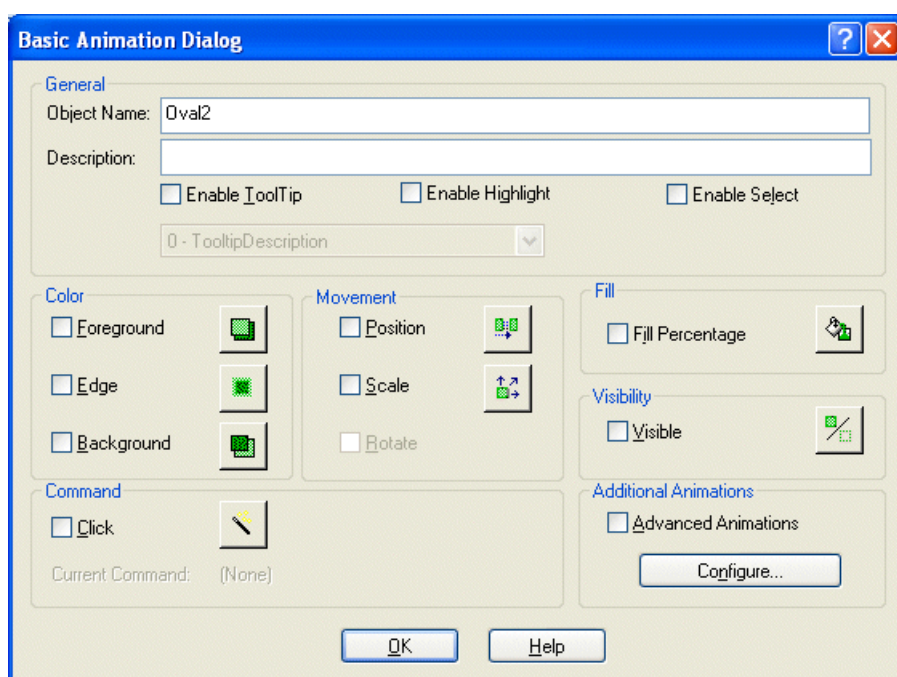 Basic Animation Dialog
General
Object Name: Oval2
Description:
Enable ToolTip Enable Highlight Enable Select
0 - TooltipDescription
Color
Foreground
Edge
Background
Movement
Position
Scale
Rotate
Fill
Fill Percentage
Visibility
Visible
Command
Click
Current Command: (None)
Additional Animations
Advanced Animations
Configure...
OK Help